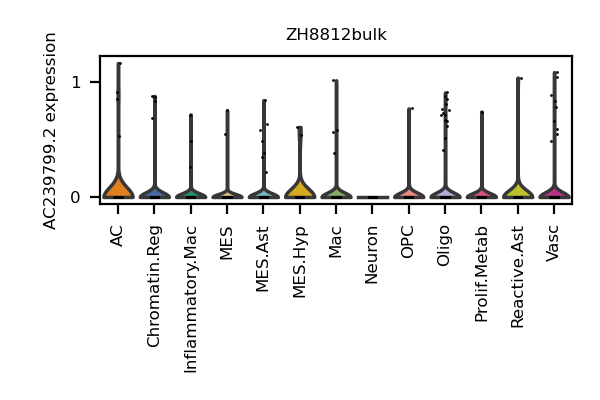 ZH8812bulk
AC239799.2 expression
1
0
AC
Chromatin.Reg
Inflammatory.Mac
MES
MES.Ast
MES.Hyp
Mac
Neuron
OPC
Oligo
Prolif.Metab
Reactive.Ast
Vasc